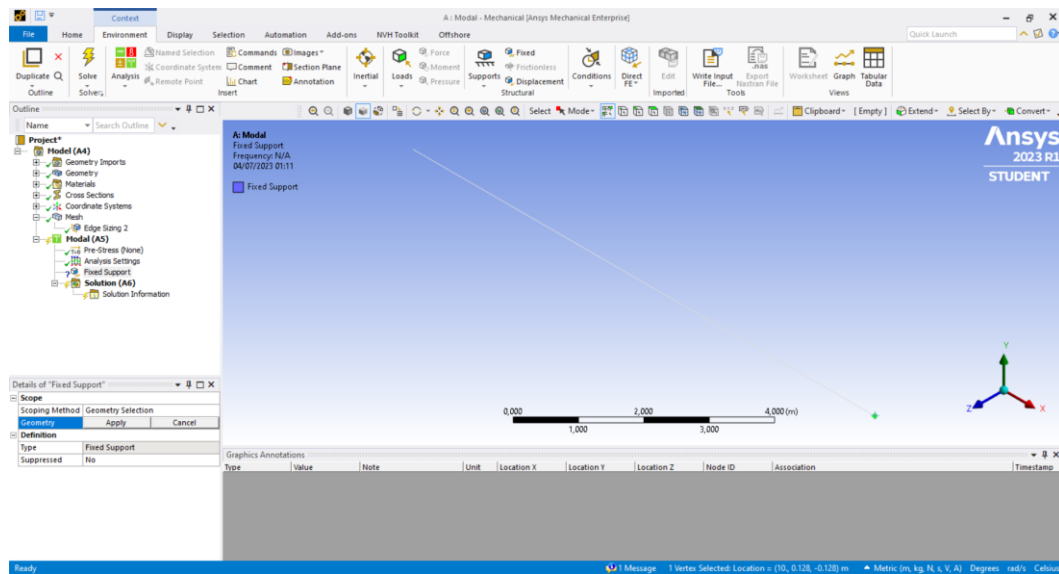 A : Modal - Mechanical [Ansys Mechanical Enterprise]
Context
File Home Environment Display Selection Automation Add-ons NVH Toolkit Offshore
Quick Launch
Duplicate Q
Outline
Solve
Solvers
Analysis
Named Selection
Coordinate System
Remote Point
Commands
Comment
Chart
Images
Section Plane
Annotation
Insert
Inertial
Loads
Force
Moment
Pressure
Supports
Fixed
Frictionless
Displacement
Conditions
Structural
Direct FE
Edit
Imported
Write Input File...
Export Nastran File
.nas
Tools
Worksheet
Graph
Tabular Data
Views
Outline
Name
Search Outline
Select
Mode
Clipboard
[Empty]
Extend
Select By
Convert
Project*
Model (A4)
Geometry Imports
Geometry
Materials
Cross Sections
Coordinate Systems
Mesh
Edge Sizing 2
Modal (A5)
Pre-Stress (None)
Analysis Settings
Fixed Support
Solution (A6)
Solution Information
A: Modal
Fixed Support
Frequency: N/A
04/07/2023 01:11
Fixed Support
Ansys
2023 R1
STUDENT
Y
Z
X
0,000 2,000 4,000 (m)
1,000 3,000
Details of "Fixed Support"
Scope
Scoping Method Geometry Selection
Geometry Apply Cancel
Definition
Type Fixed Support
Suppressed No
Graphics Annotations
Type Value Note Unit Location X Location Y Location Z Node ID Association Timestamp
Ready
1 Message
1 Vertex Selected: Location = (10,, 0.128, -0.128) m
Metric (m, kg, N, s, V, A) Degrees rad/s Celsius